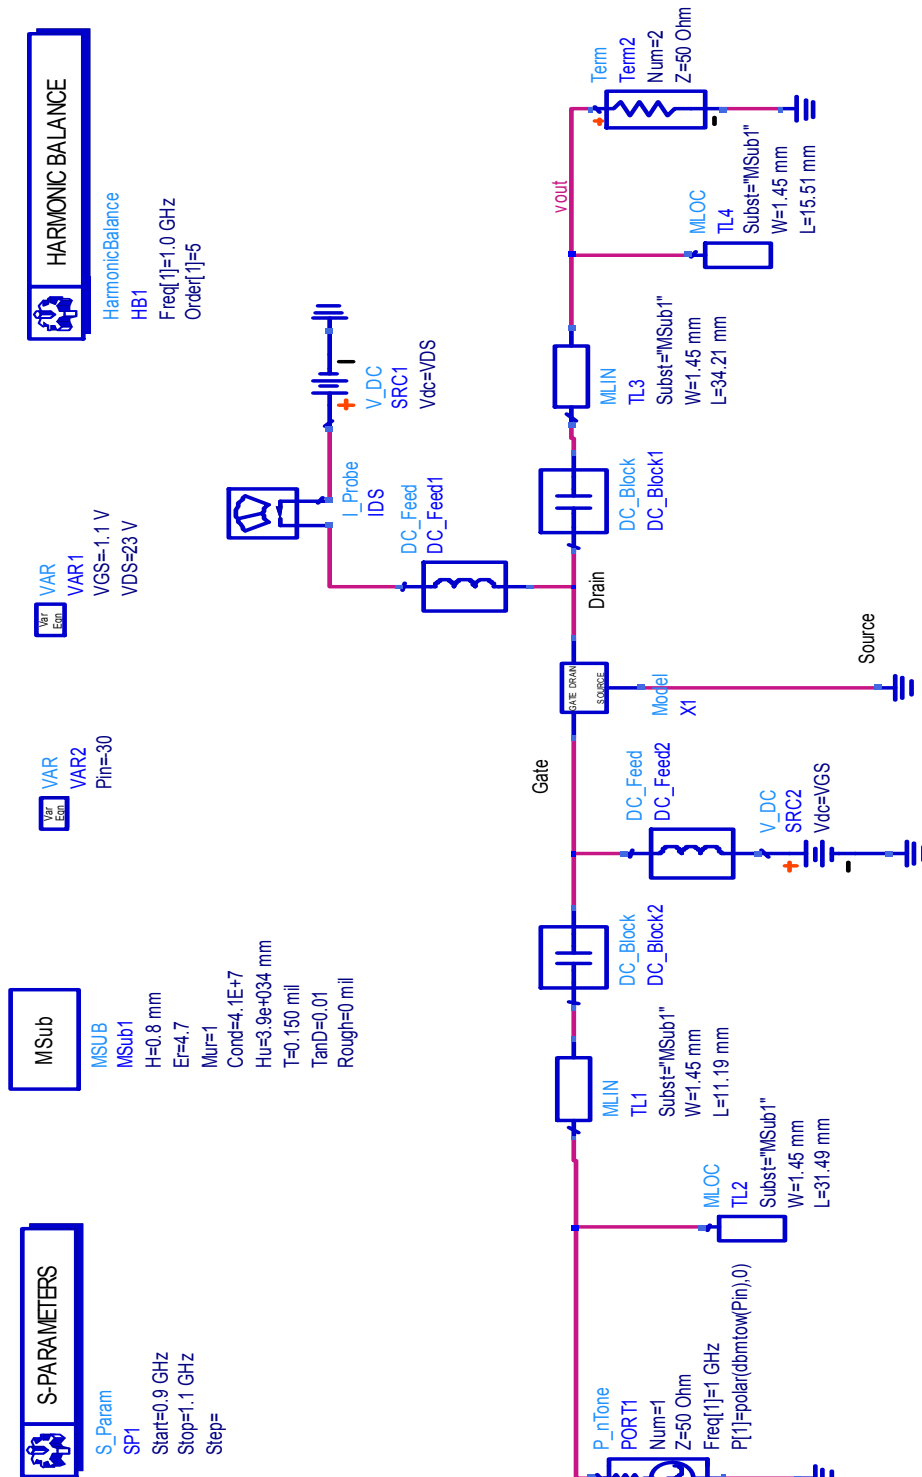 S-PARAMETERS
S_Param
SP1
Start=0.9 GHz
Stop=1.1 GHz
Step=
MSub
MSUB
MSub1
H=0.8 mm
Er=4.7
Mur=1
Cond=4.1E+7
Hu=3.9e+034 mm
T=0.150 mil
TanD=0.01
Rough=0 mil
Var
Eqn
VAR
VAR2
Pin=-30
Var
Eqn
VAR
VAR1
VGS=-1.1 V
VDS=23 V
HARMONIC BALANCE
HarmonicBalance
HB1
Freq[1]=1.0 GHz
Order[1]=5
I_Probe
IDS
V_DC
SRC1
Vdc=VDS
DC_Feed
DC_Feed1
P_nTone
PORT1
Num=1
Z=50 Ohm
Freq[1]=1 GHz
P[1]=polar(dbmtow(Pin),0)
MLOC
TL2
Subst="MSub1"
W=1.45 mm
L=31.49 mm
MLIN
TL1
Subst="MSub1"
W=1.45 mm
L=11.19 mm
DC_Block
DC_Block2
Gate
DC_Feed
DC_Feed2
V_DC
SRC2
Vdc=VGS
GATE DRAIN
SOURCE
Model
X1
Source
Drain
DC_Block
DC_Block1
MLIN
TL3
Subst="MSub1"
W=1.45 mm
L=34.21 mm
vout
MLOC
TL4
Subst="MSub1"
W=1.45 mm
L=15.51 mm
Term
Term2
Num=2
Z=50 Ohm